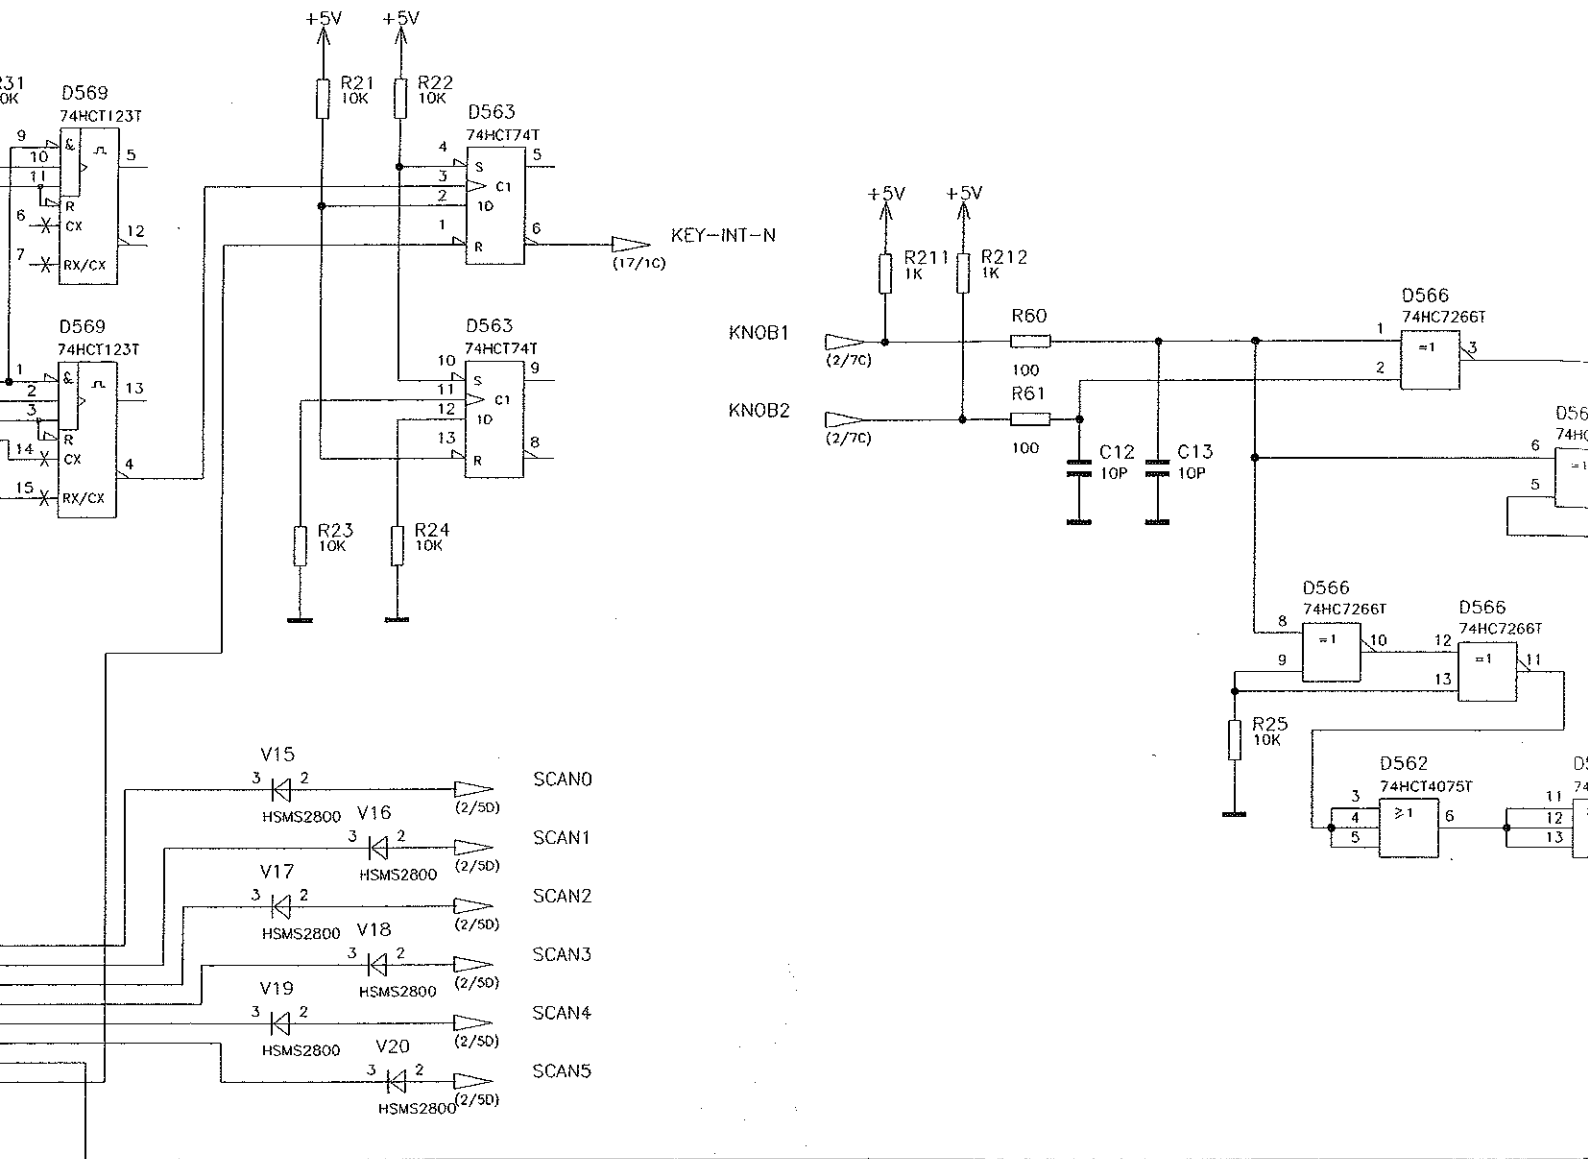 +5V +5V
R31 10K
D569
74HCT123T
9 & 5
10
11
R
6 CX 12
7 RX/CX
R21 10K
R22 10K
D563
74HCT74T
4 S 5
3 C1
2 1D
1 R 6
KEY-INT-N
(17/1C)
D569
74HCT123T
1 & 13
2
3
R
14 CX 4
15 RX/CX
D563
74HCT74T
10 S 9
11 C1
12 1D
13 R 8
R23 10K
R24 10K
+5V +5V
R211 1K
R212 1K
KNOB1
(2/7C)
R60
100
KNOB2
(2/7C)
R61
100
C12 10P
C13 10P
D566
74HC7266T
1 =1 3
2
D56
74HC
6 =1
5
D566
74HC7266T
8 =1 10
9
D566
74HC7266T
12 =1 11
13
R25 10K
D562
74HCT4075T
3 ≥1
4 6
5
11
12
13
V15
3 2
HSMS2800
SCAN0
(2/5D)
V16
3 2
HSMS2800
SCAN1
(2/5D)
V17
3 2
HSMS2800
SCAN2
(2/5D)
V18
3 2
HSMS2800
SCAN3
(2/5D)
V19
3 2
HSMS2800
SCAN4
(2/5D)
V20
3 2
HSMS2800
SCAN5
(2/5D)